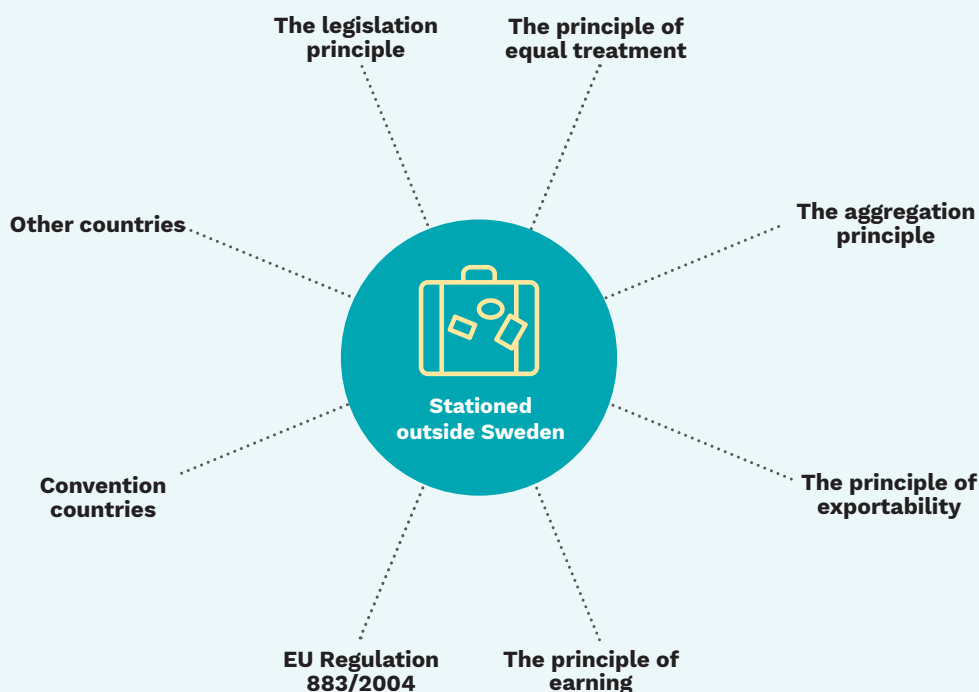 The legislation
principle
The principle of
equal treatment
Other countries
The aggregation
principle
Stationed
outside Sweden
Convention
countries
The principle of
exportability
EU Regulation
883/2004
The principle of
earning